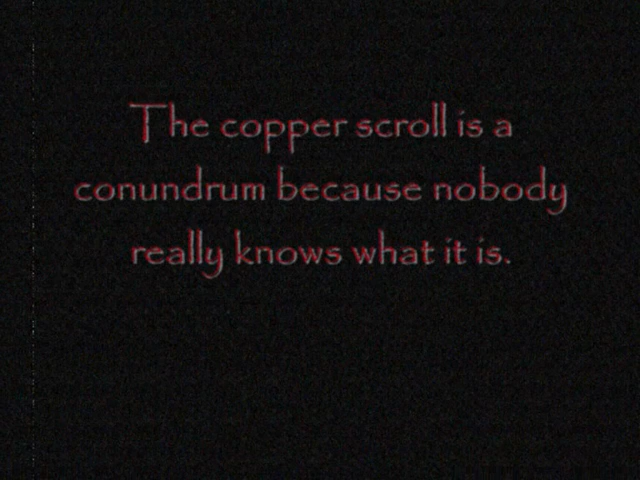 The copper scroll is a
conundrum because nobody
really knows what it is.